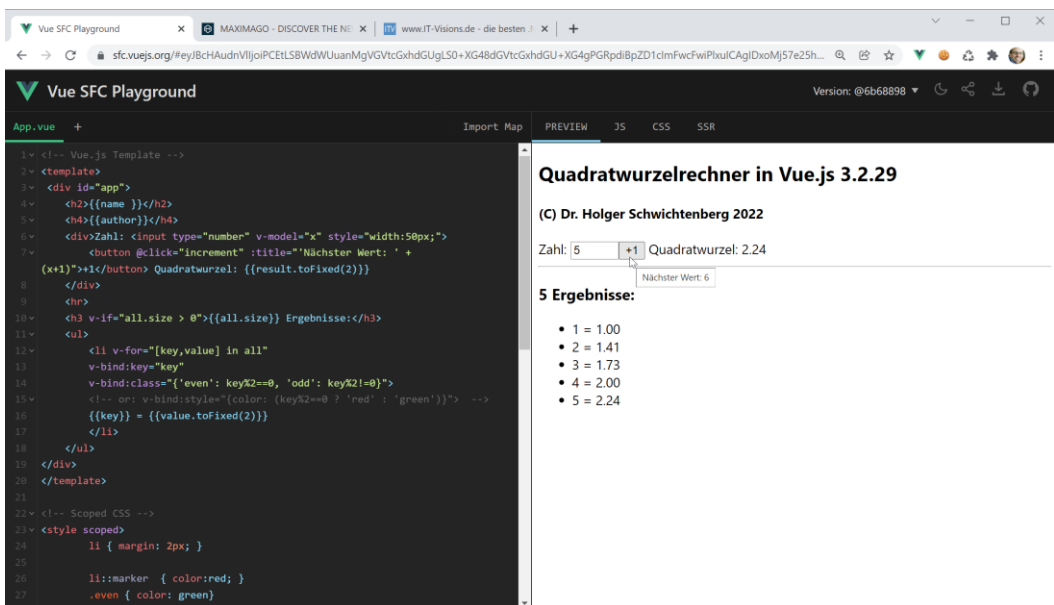 Vue SFC Playground
MAXIMAGO - DISCOVER THE NE
www.IT-Visions.de - die besten
sfc.vuejs.org/#eyJBcHAudnVlIjoiPCEtLSBWdWUuanMgVGVtcGxhdGUgLS0+XG48dGVtcGxhdGU+XG4gPGRpdiBpZD1cImFwcFwiPlxuICAgIDxoMj57e25h...
Vue SFC Playground
Version: @6b68898
App.vue +
Import Map
PREVIEW JS CSS SSR
1 <!-- Vue.js Template -->
2 <template>
3 <div id="app">
4 <h2>{{name }}</h2>
5 <h4>{{author}}</h4>
6 <div>Zahl: <input type="number" v-model="x" style="width:50px;">
7 <button @click="increment" :title="'Nächster Wert: ' +
(x+1)">+1</button> Quadratwurzel: {{result.toFixed(2)}}
8 </div>
9 <hr>
10 <h3 v-if="all.size > 0">{{all.size}} Ergebnisse:</h3>
11 <ul>
12 <li v-for="[key,value] in all"
13 v-bind:key="key"
14 v-bind:class="{'even': key%2==0, 'odd': key%2!=0}">
15 <!-- or: v-bind:style="{color: (key%2==0 ? 'red' : 'green')}"> -->
16 {{key}} = {{value.toFixed(2)}}
17 </li>
18 </ul>
19 </div>
20 </template>
21
22 <!-- Scoped CSS -->
23 <style scoped>
24 li { margin: 2px; }
25
26 li::marker { color:red; }
27 .even { color: green}
Quadratwurzelrechner in Vue.js 3.2.29
(C) Dr. Holger Schwichtenberg 2022
Zahl: 5 +1 Quadratwurzel: 2.24
Nächster Wert: 6
5 Ergebnisse:
• 1 = 1.00
• 2 = 1.41
• 3 = 1.73
• 4 = 2.00
• 5 = 2.24